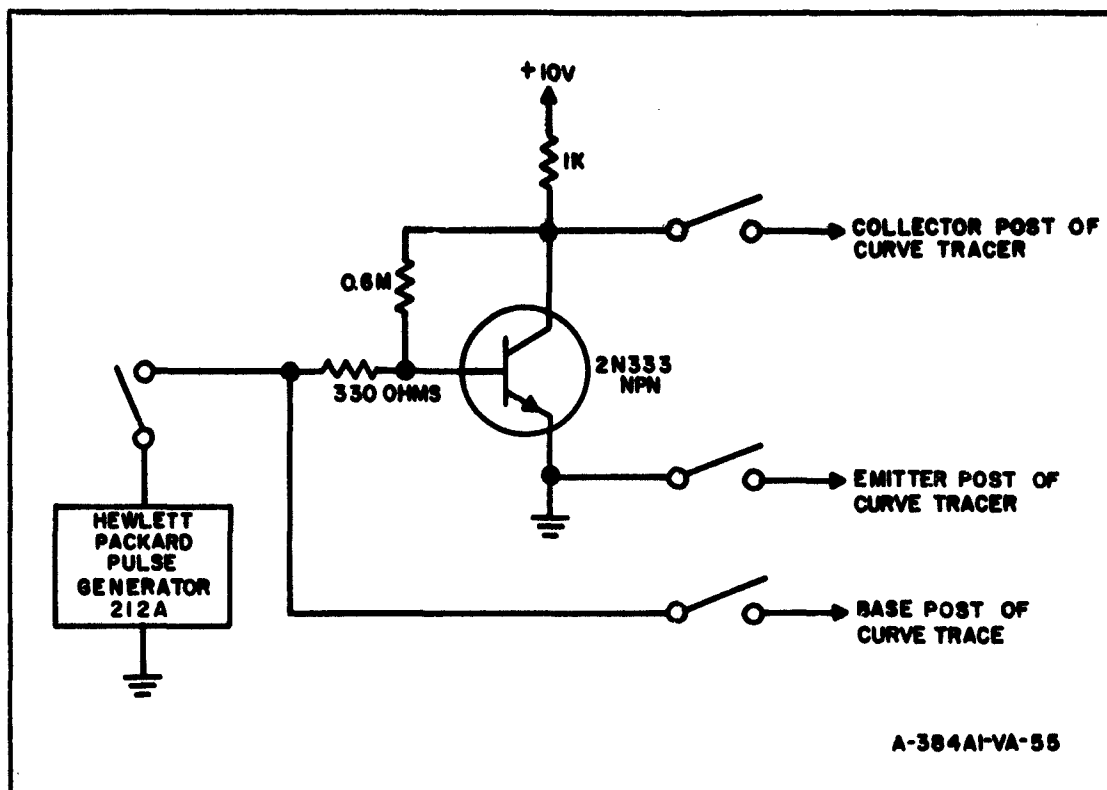 +10V
1K
COLLECTOR POST OF
CURVE TRACER
0.6M
2N333
NPN
330 OHMS
EMITTER POST OF
CURVE TRACER
HEWLETT
PACKARD
PULSE
GENERATOR
212A
BASE POST OF
CURVE TRACE
A-384A1-VA-55